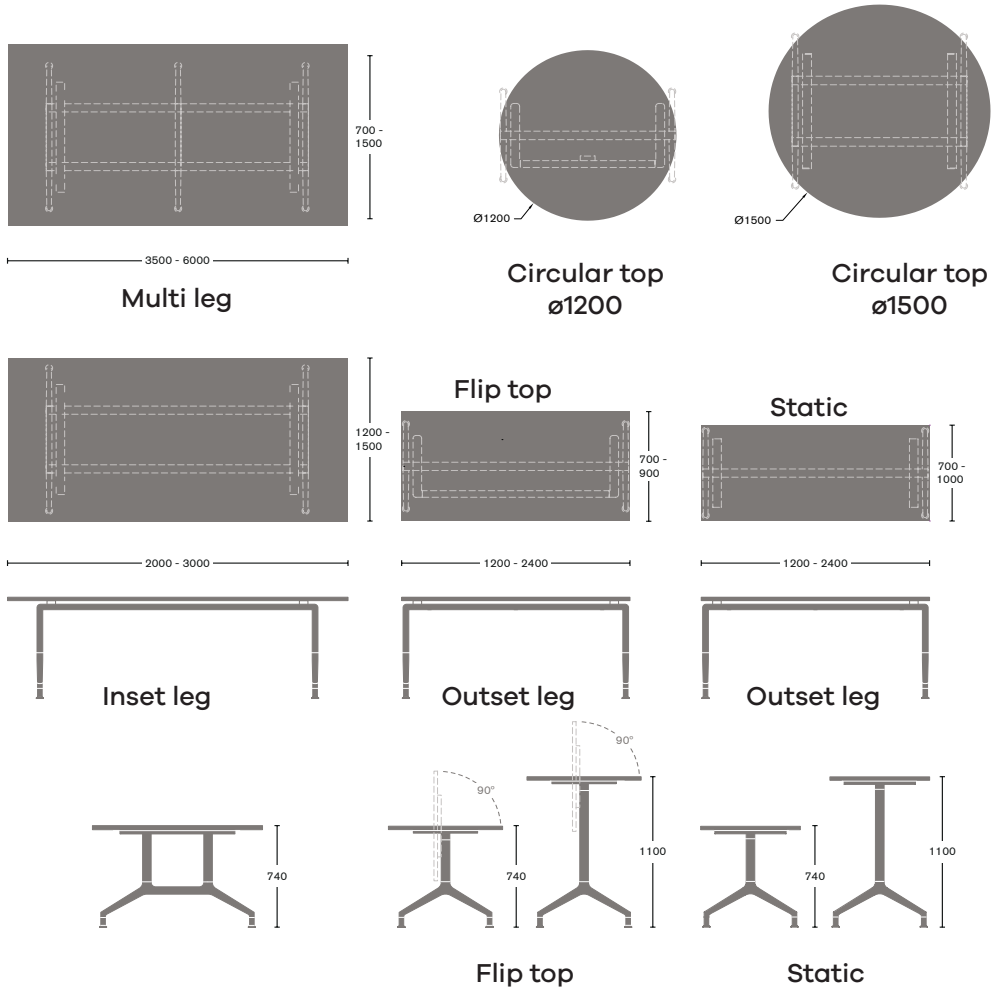 700 -
1500
Ø1200
Ø1500
3500 - 6000
Multi leg
Circular top
ø1200
Circular top
ø1500
Flip top
Static
1200 -
1500
700 -
900
700 -
1000
2000 - 3000
1200 - 2400
1200 - 2400
Inset leg
Outset leg
Outset leg
90°
90°
740
740
1100
740
1100
Flip top
Static